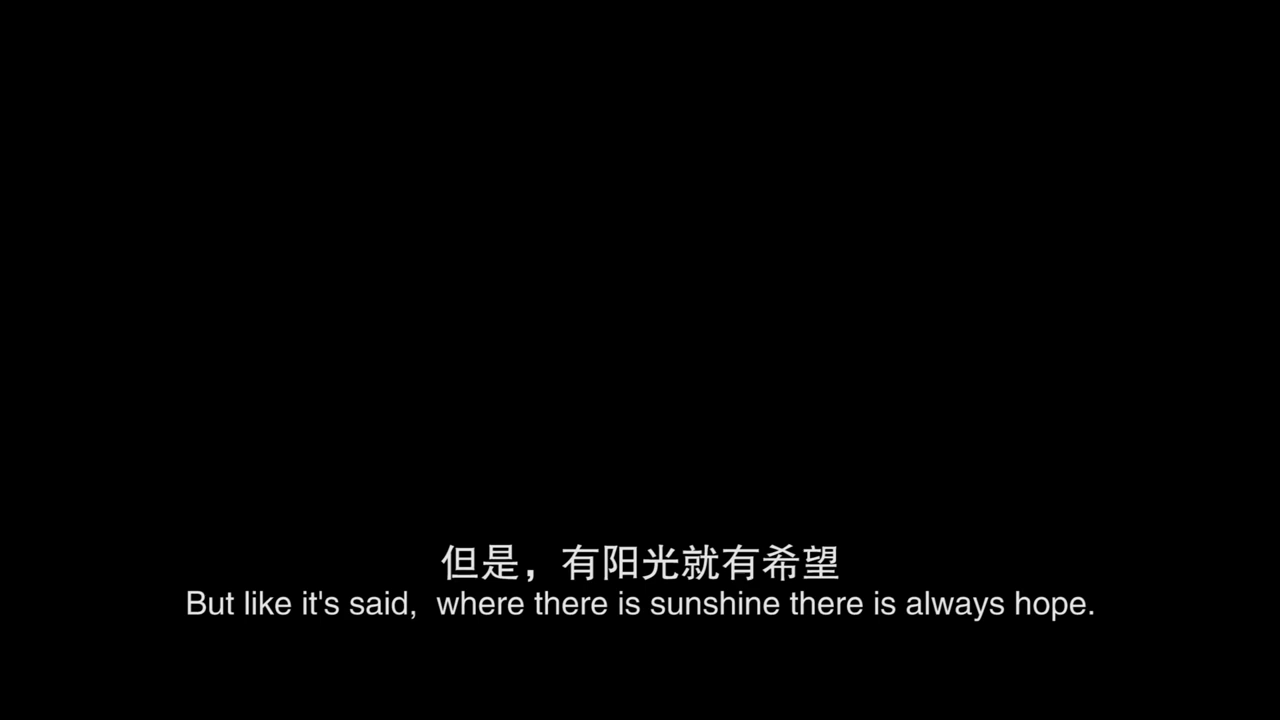 但是，有阳光就有希望
But like it's said,  where there is sunshine there is always hope.